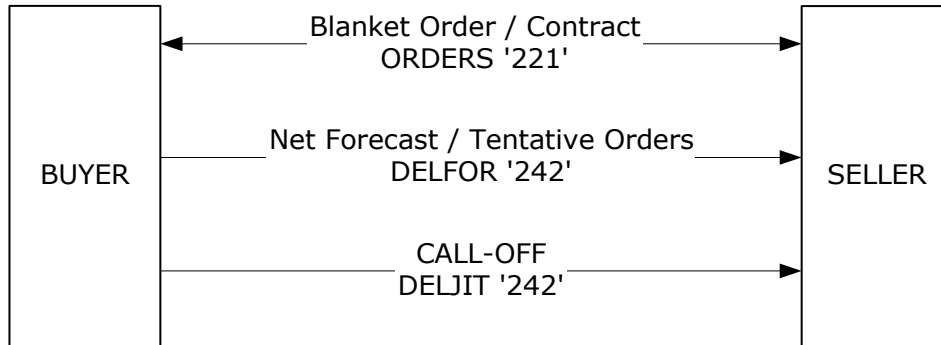 Blanket Order / Contract
ORDERS '221'
Net Forecast / Tentative Orders
DELFOR '242'
BUYER
SELLER
CALL-OFF
DELJIT '242'